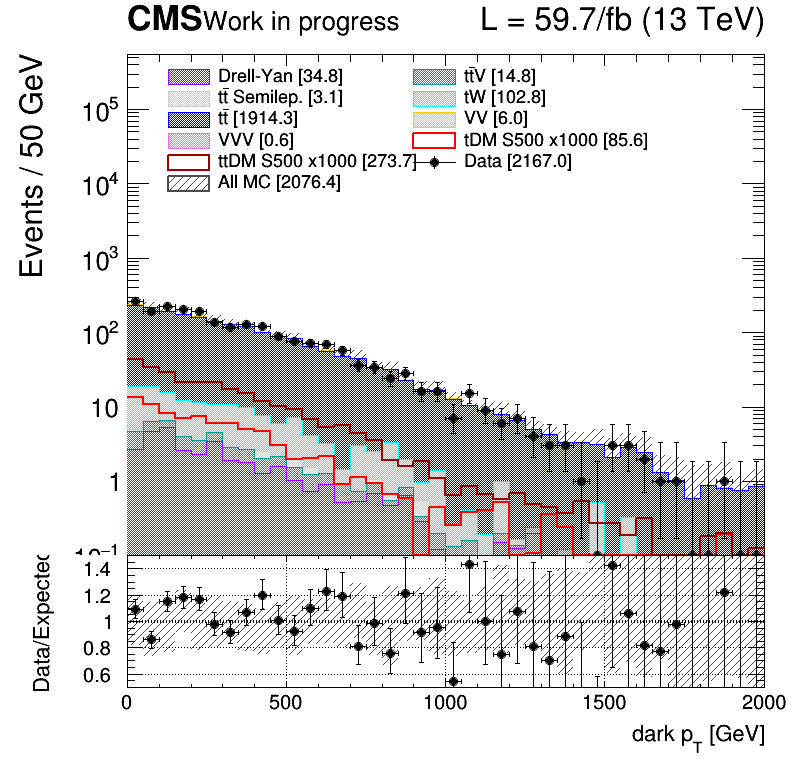 CMS Work in progress L = 59.7/fb (13 TeV)
Events / 50 GeV
Drell-Yan [34.8] tt̄V [14.8]
tt̄ Semilep. [3.1] tW [102.8]
tt̄ [1914.3] VV [6.0]
VVV [0.6] tDM S500 x1000 [85.6]
ttDM S500 x1000 [273.7] Data [2167.0]
All MC [2076.4]
10⁵
10⁴
10³
10²
10
1
10⁻¹
Data/Expected
1.4
1.2
1
0.8
0.6
0 500 1000 1500 2000
dark p_T [GeV]